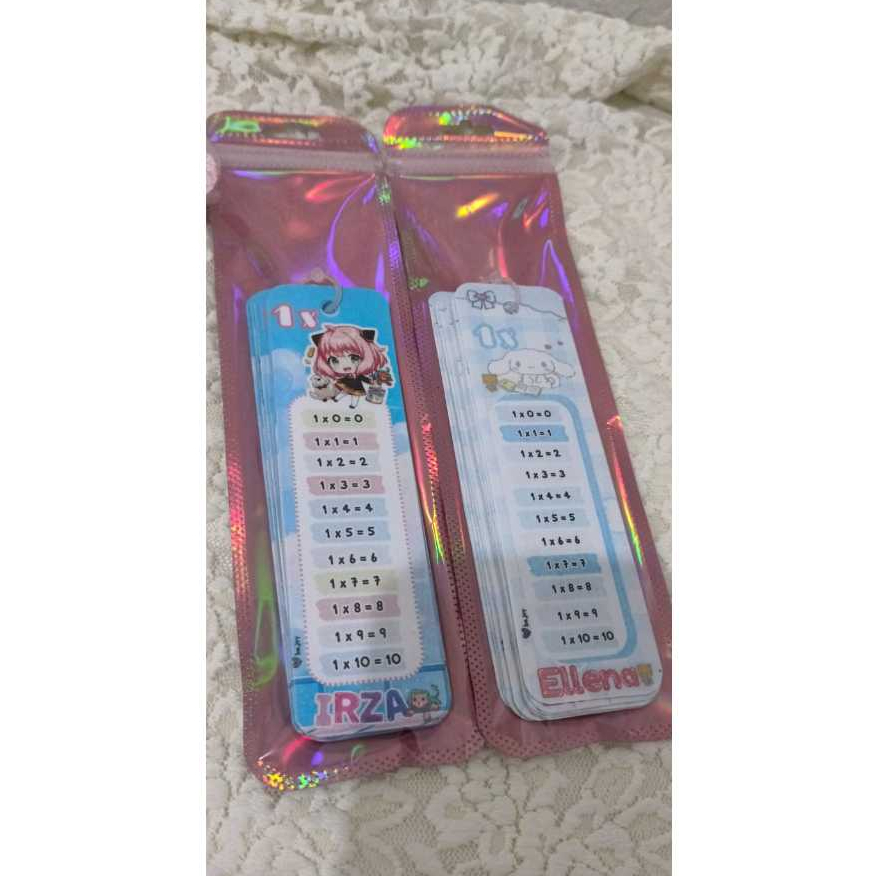 1x
1 x 0 = 0
1 x 1 = 1
1 x 2 = 2
1 x 3 = 3
1 x 4 = 4
1 x 5 = 5
1 x 6 = 6
1 x 7 = 7
1 x 8 = 8
1 x 9 = 9
1 x 10 = 10
IRZA
1x
1 x 0 = 0
1 x 1 = 1
1 x 2 = 2
1 x 3 = 3
1 x 4 = 4
1 x 5 = 5
1 x 6 = 6
1 x 7 = 7
1 x 8 = 8
1 x 9 = 9
1 x 10 = 10
Ellena